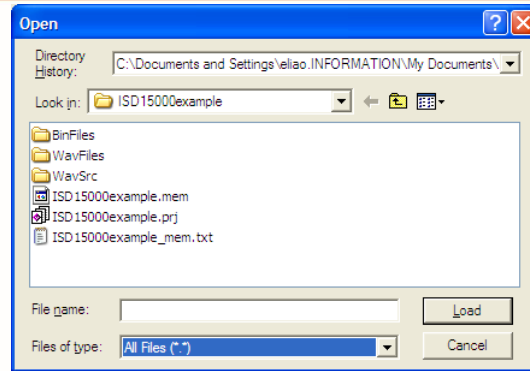 Open
Directory
History:
C:\Documents and Settings\eliao.INFORMATION\My Documents\
Look in:
ISD15000example
BinFiles
WavFiles
WavSrc
ISD15000example.mem
ISD15000example.prj
ISD15000example_mem.txt
File name:
Load
Files of type:
All Files (*.*)
Cancel